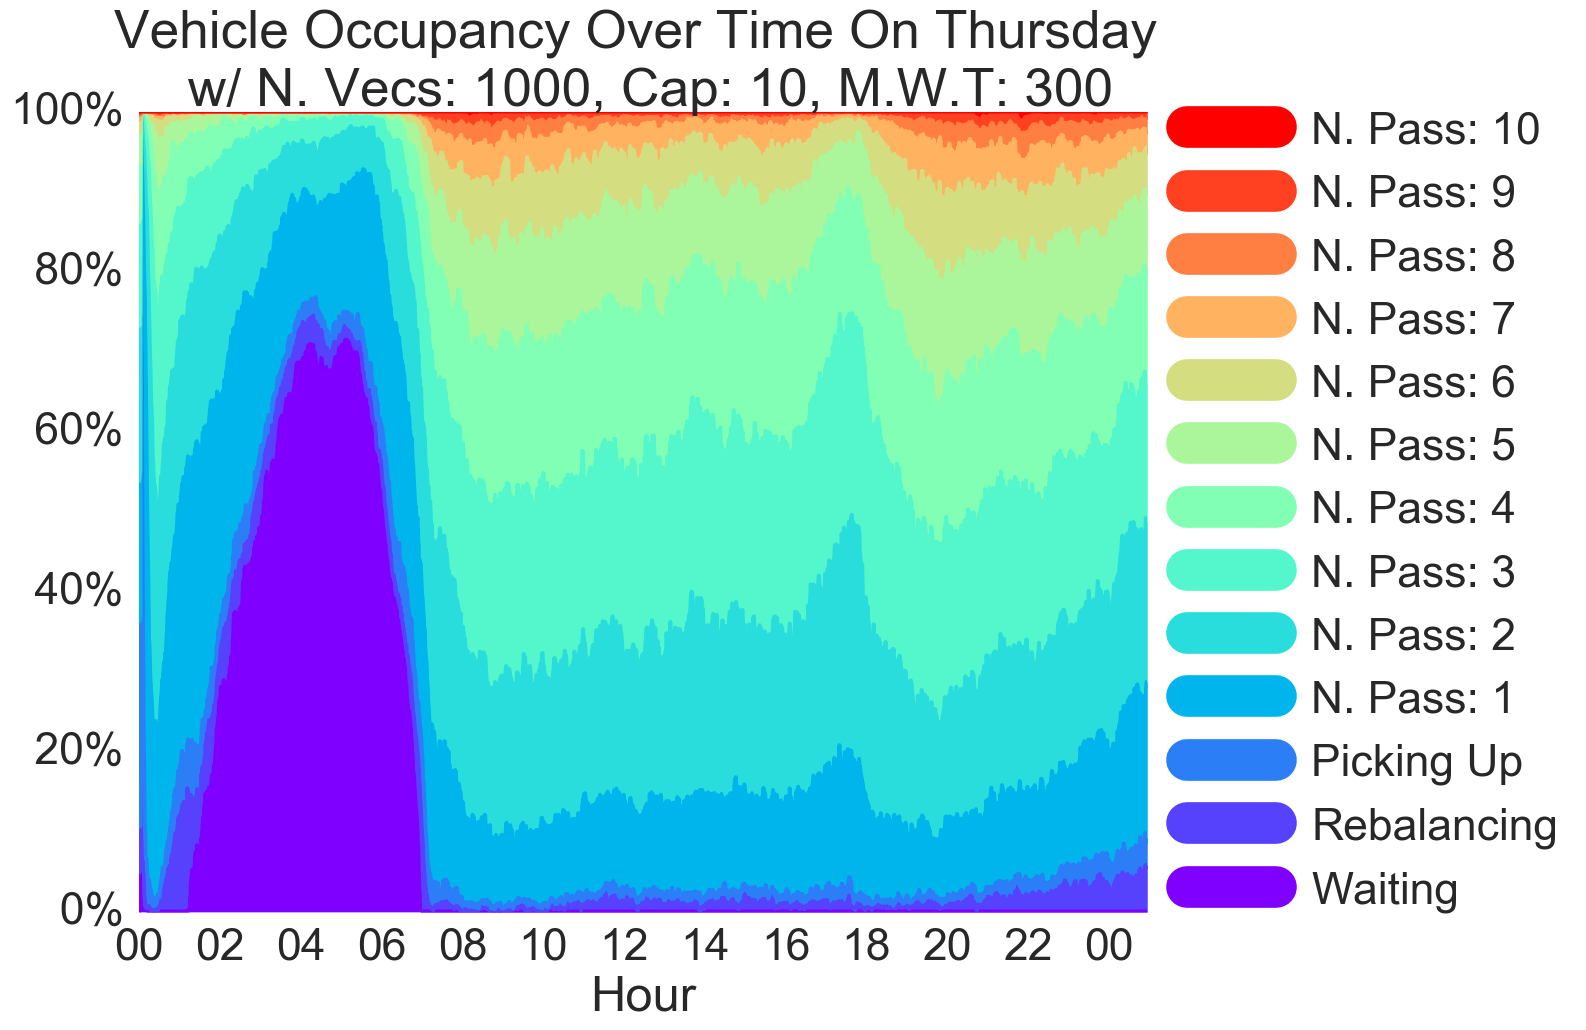 Vehicle Occupancy Over Time On Thursday
w/ N. Vecs: 1000, Cap: 10, M.W.T: 300
100%
80%
60%
40%
20%
0%
00 02 04 06 08 10 12 14 16 18 20 22 00
Hour
N. Pass: 10
N. Pass: 9
N. Pass: 8
N. Pass: 7
N. Pass: 6
N. Pass: 5
N. Pass: 4
N. Pass: 3
N. Pass: 2
N. Pass: 1
Picking Up
Rebalancing
Waiting